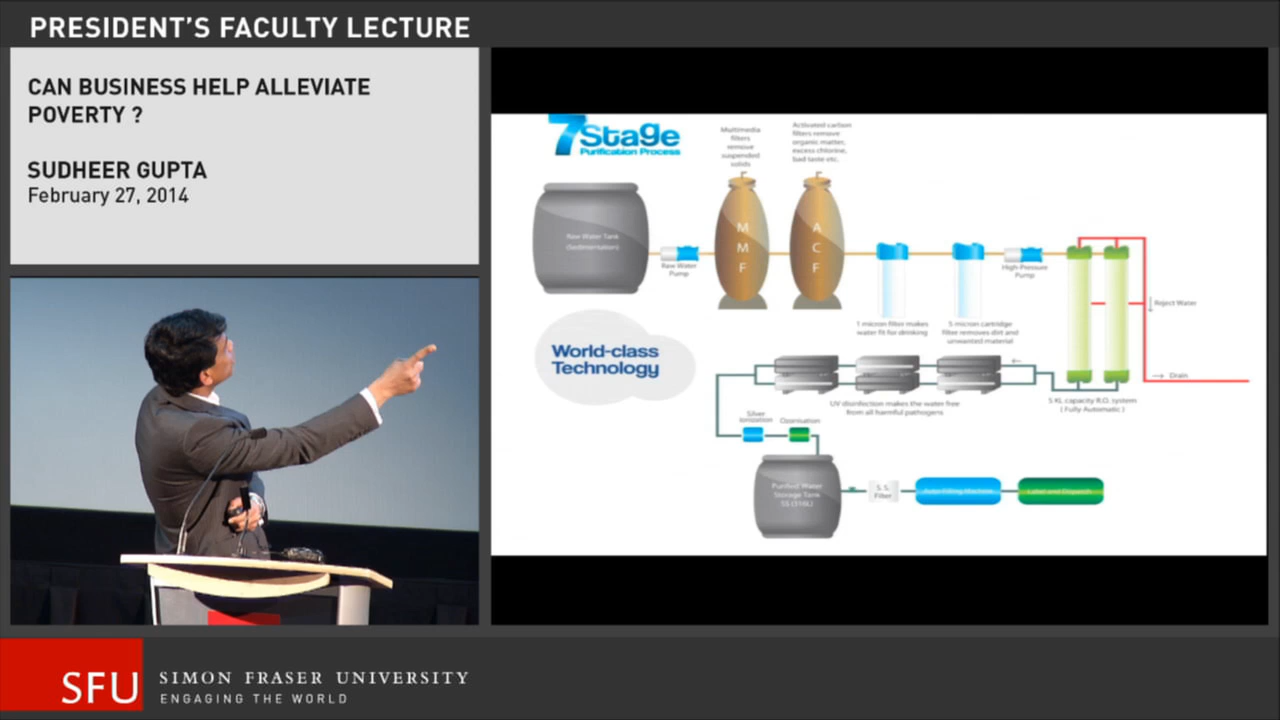 PRESIDENT'S FACULTY LECTURE
CAN BUSINESS HELP ALLEVIATE
POVERTY ?
SUDHEER GUPTA
February 27, 2014
7Stage
Purification Process
Multimedia
filters
remove
suspended
solids
Activated carbon
filters remove
organic matter,
excess chlorine,
bad taste etc.
Raw Water Tank
(Sedimentation)
Raw Water
Pump
M
M
F
A
C
F
High-Pressure
Pump
Reject Water
1 micron filter makes
water fit for drinking
5 micron cartridge
filter removes dirt and
unwanted material
World-class
Technology
Drain
5 KL capacity R.O. system
( Fully Automatic )
UV disinfection makes the water free
from all harmful pathogens
Silver
Ionization
Ozonisation
Purified Water
Storage Tank
SS (316L)
S. S.
Filter
Auto Filling Machine
Label and Dispatch
SFU
SIMON FRASER UNIVERSITY
ENGAGING THE WORLD